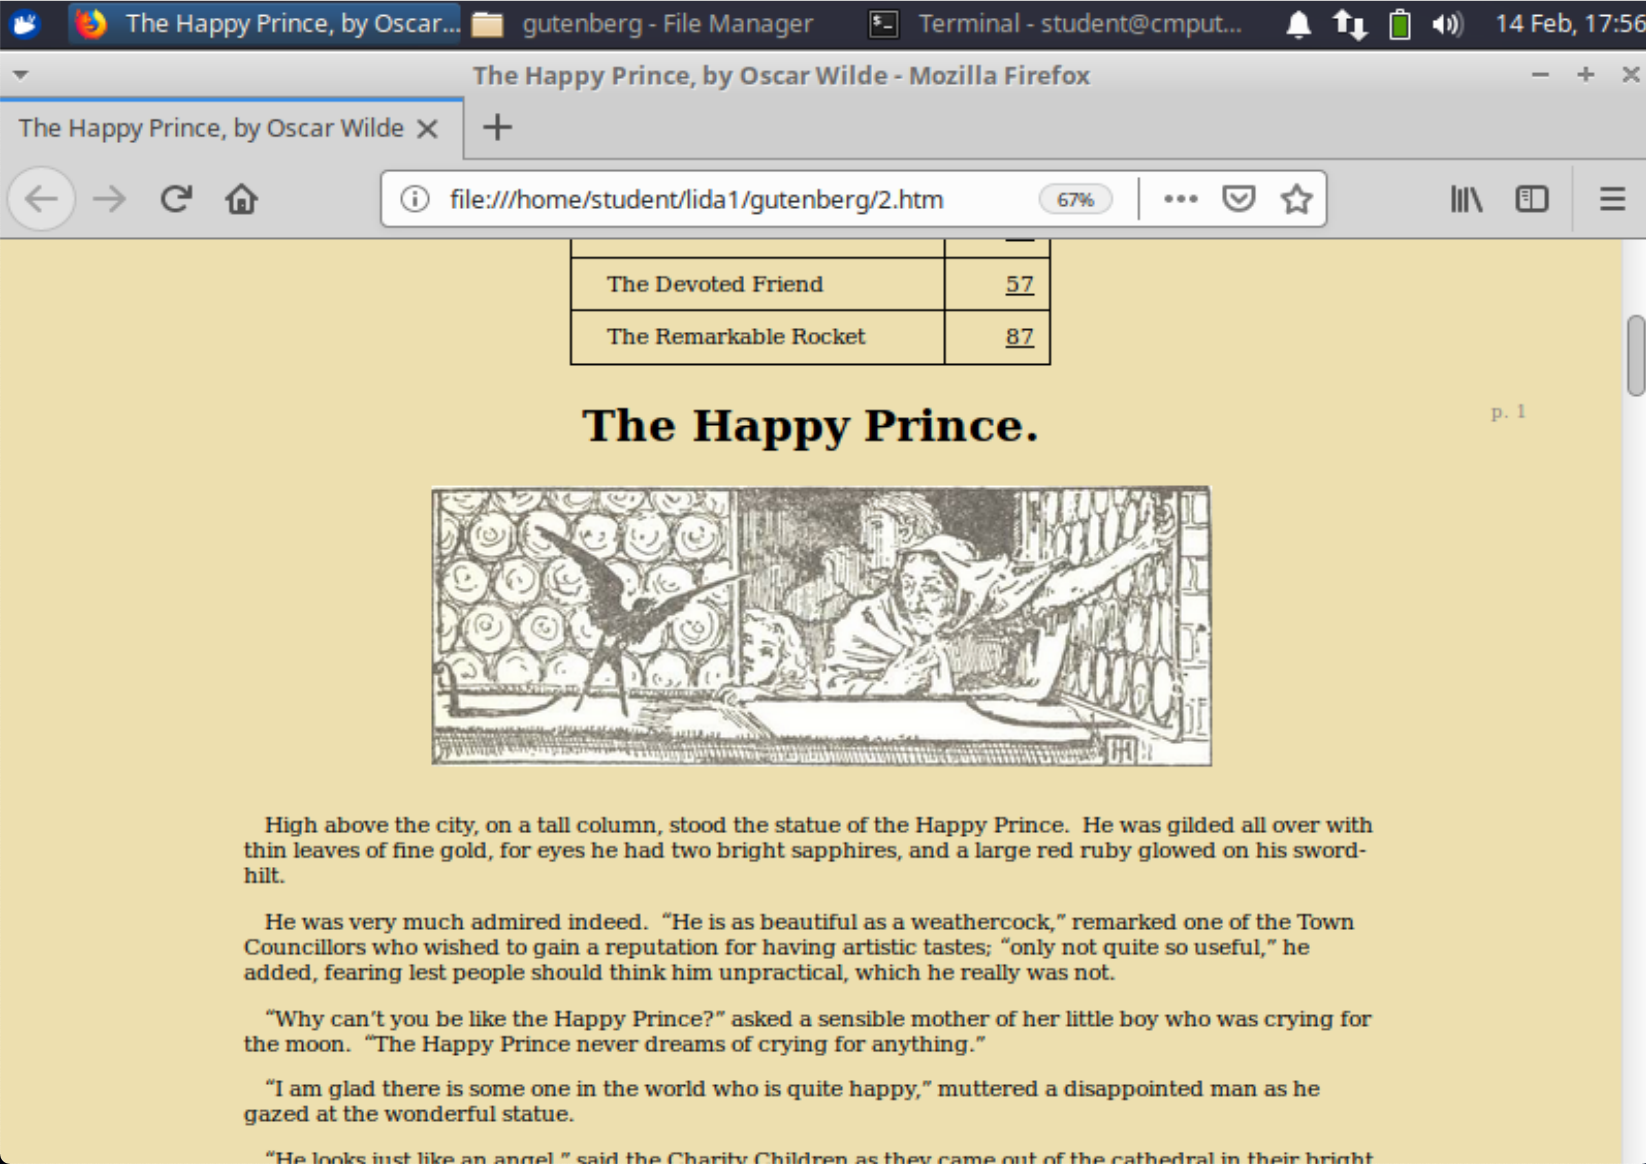 The Happy Prince, by Oscar...
gutenberg - File Manager
Terminal - student@cmput...
14 Feb, 17:56
The Happy Prince, by Oscar Wilde - Mozilla Firefox
The Happy Prince, by Oscar Wilde
file:///home/student/lida1/gutenberg/2.htm
67%
The Devoted Friend 57
The Remarkable Rocket 87
p. 1
The Happy Prince.
High above the city, on a tall column, stood the statue of the Happy Prince.  He was gilded all over with
thin leaves of fine gold, for eyes he had two bright sapphires, and a large red ruby glowed on his sword-
hilt.
He was very much admired indeed.  “He is as beautiful as a weathercock,” remarked one of the Town
Councillors who wished to gain a reputation for having artistic tastes; “only not quite so useful,” he
added, fearing lest people should think him unpractical, which he really was not.
“Why can’t you be like the Happy Prince?” asked a sensible mother of her little boy who was crying for
the moon.  “The Happy Prince never dreams of crying for anything.”
“I am glad there is some one in the world who is quite happy,” muttered a disappointed man as he
gazed at the wonderful statue.
“He looks just like an angel,” said the Charity Children as they came out of the cathedral in their bright